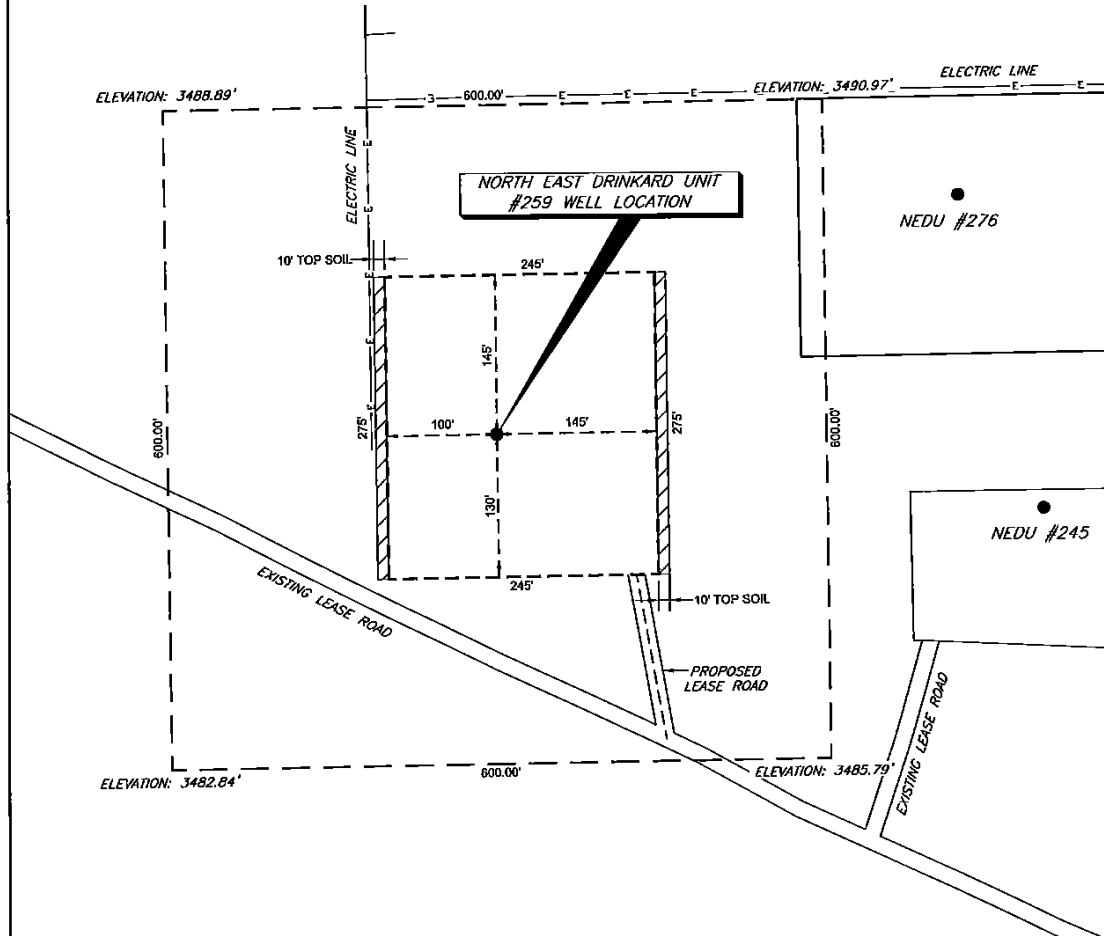 ELECTRIC LINE
ELEVATION: 3488.89'
600.00'
ELEVATION: 3490.97'
E E E E E E E
ELECTRIC LINE
E
E
E
E
E
NORTH EAST DRINKARD UNIT
#259 WELL LOCATION
NEDU #276
10' TOP SOIL
245'
145'
275'
100'
145'
275'
600.00'
600.00'
130'
NEDU #245
245'
EXISTING LEASE ROAD
10' TOP SOIL
PROPOSED
LEASE ROAD
EXISTING LEASE ROAD
ELEVATION: 3482.84'
600.00'
ELEVATION: 3485.79'